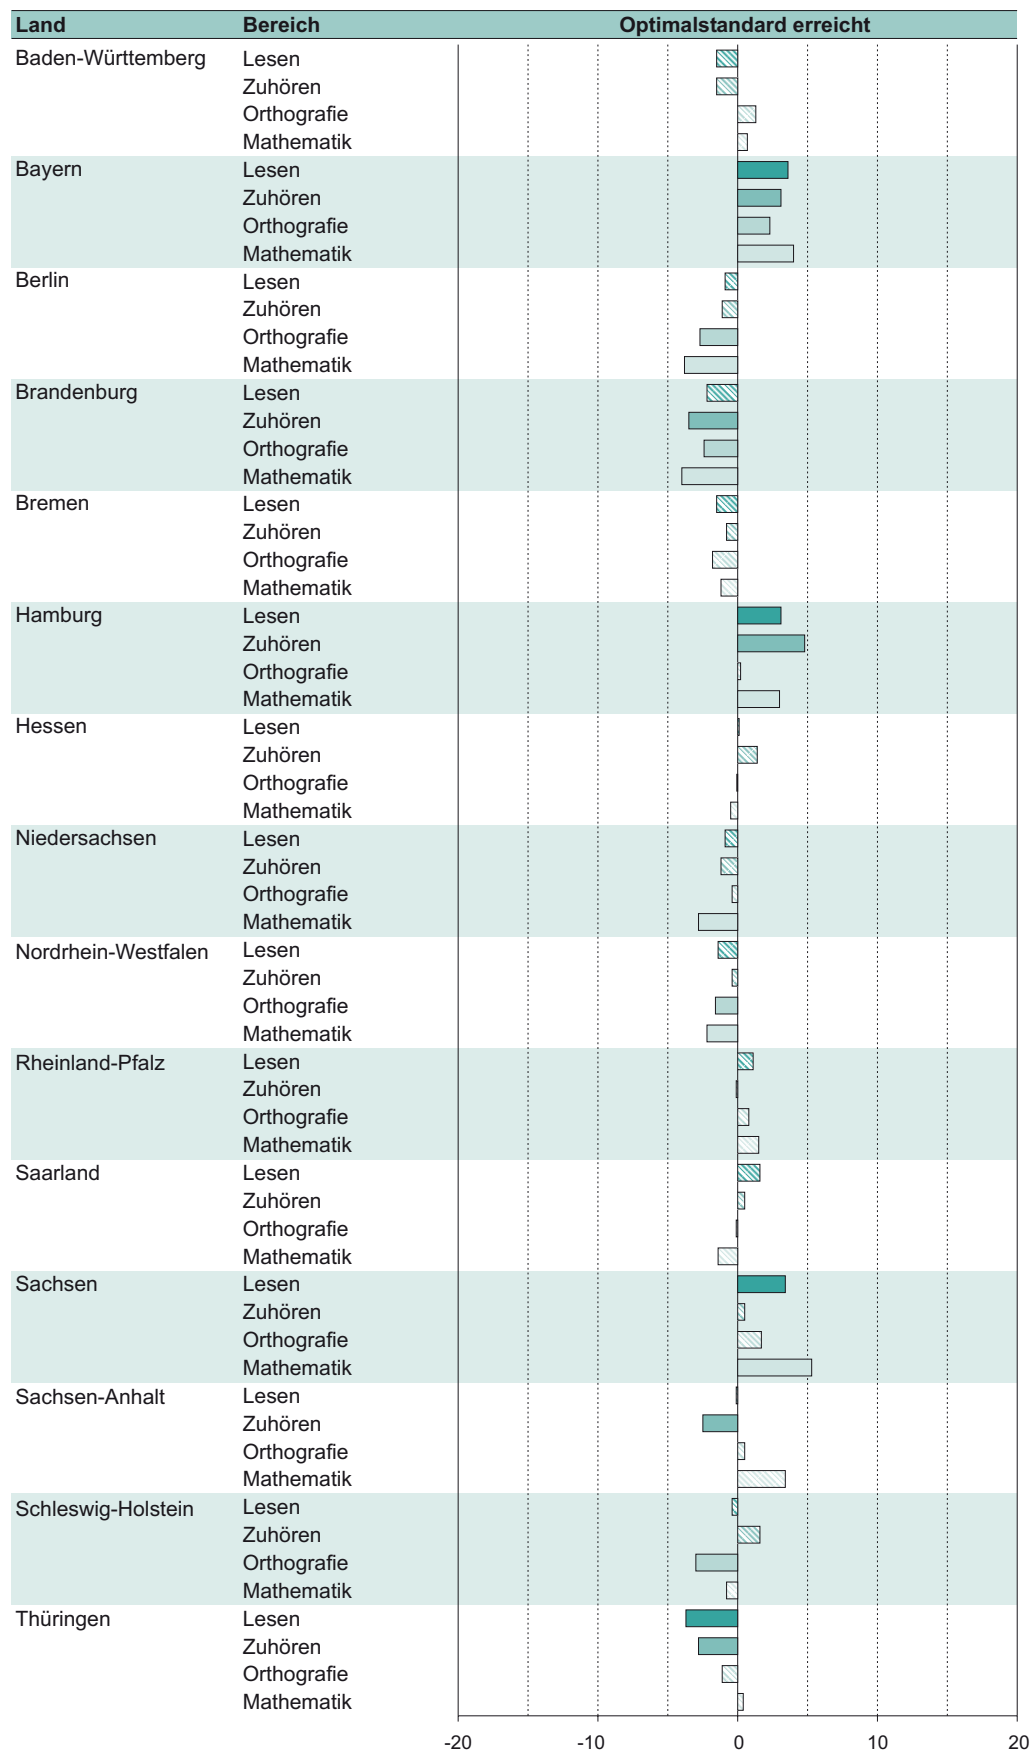 Land Bereich Optimalstandard erreicht
Baden-Württemberg Lesen
Zuhören
Orthografie
Mathematik
Bayern Lesen
Zuhören
Orthografie
Mathematik
Berlin Lesen
Zuhören
Orthografie
Mathematik
Brandenburg Lesen
Zuhören
Orthografie
Mathematik
Bremen Lesen
Zuhören
Orthografie
Mathematik
Hamburg Lesen
Zuhören
Orthografie
Mathematik
Hessen Lesen
Zuhören
Orthografie
Mathematik
Niedersachsen Lesen
Zuhören
Orthografie
Mathematik
Nordrhein-Westfalen Lesen
Zuhören
Orthografie
Mathematik
Rheinland-Pfalz Lesen
Zuhören
Orthografie
Mathematik
Saarland Lesen
Zuhören
Orthografie
Mathematik
Sachsen Lesen
Zuhören
Orthografie
Mathematik
Sachsen-Anhalt Lesen
Zuhören
Orthografie
Mathematik
Schleswig-Holstein Lesen
Zuhören
Orthografie
Mathematik
Thüringen Lesen
Zuhören
Orthografie
Mathematik
-20 -10 0 10 20